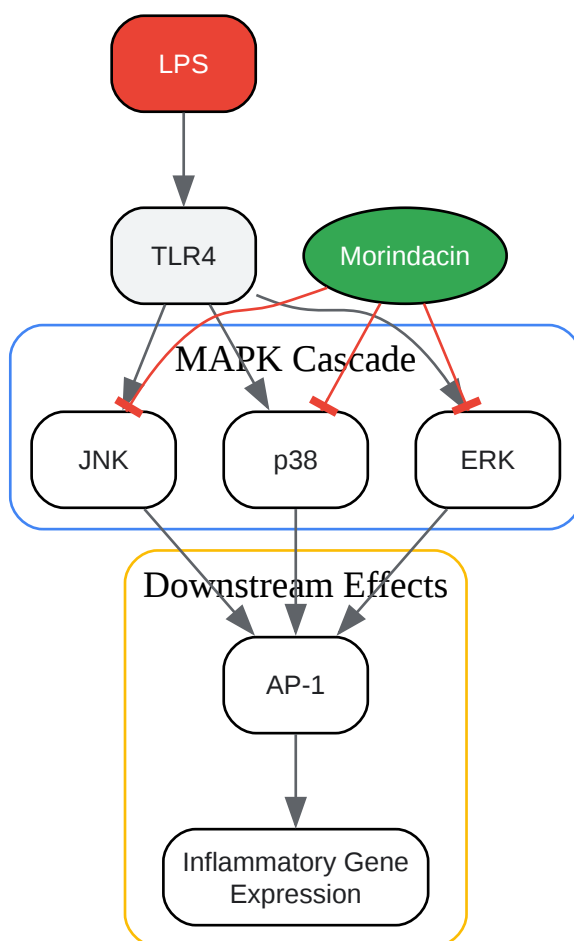 LPS
TLR4
Morindacin
MAPK Cascade
JNK
p38
ERK
Downstream Effects
AP-1
Inflammatory Gene
Expression